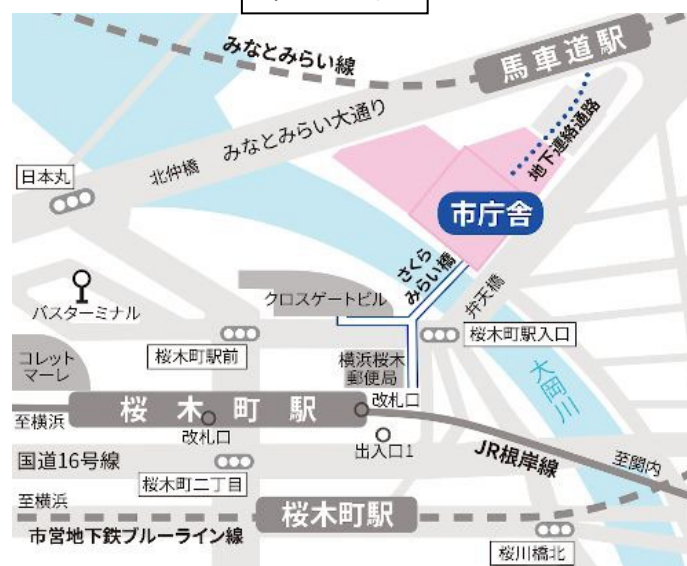 みなとみらい線
馬車道駅
みなとみらい大通り
北仲橋
日本丸
地下連絡通路
市庁舎
さくら
みらい橋
弁天橋
バスターミナル
クロスゲートビル
桜木町駅前
桜木町駅入口
コレット
マーレ
横浜桜木
郵便局
大岡川
桜木町駅
改札口
至横浜
改札口
出入口1
JR根岸線
至関内
国道16号線
桜木町二丁目
至横浜
桜木町駅
市営地下鉄ブルーライン線
桜川橋北